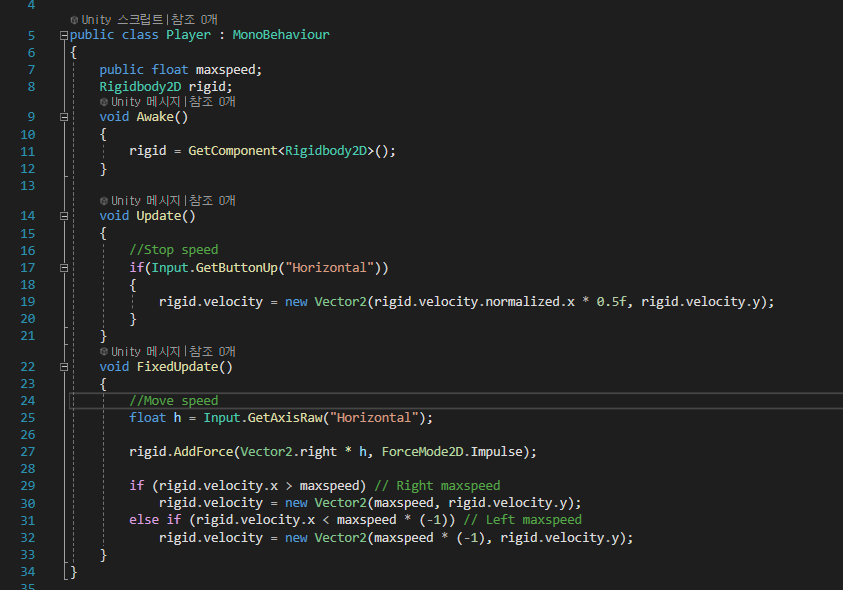 4
Unity 스크립트|참조 0개
5 public class Player : MonoBehaviour
6 {
7 public float maxspeed;
8 Rigidbody2D rigid;
Unity 메시지|참조 0개
9 void Awake()
10 {
11 rigid = GetComponent<Rigidbody2D>();
12 }
13
Unity 메시지|참조 0개
14 void Update()
15 {
16 //Stop speed
17 if(Input.GetButtonUp("Horizontal"))
18 {
19 rigid.velocity = new Vector2(rigid.velocity.normalized.x * 0.5f, rigid.velocity.y);
20 }
21 }
Unity 메시지|참조 0개
22 void FixedUpdate()
23 {
24 //Move speed
25 float h = Input.GetAxisRaw("Horizontal");
26
27 rigid.AddForce(Vector2.right * h, ForceMode2D.Impulse);
28
29 if (rigid.velocity.x > maxspeed) // Right maxspeed
30 rigid.velocity = new Vector2(maxspeed, rigid.velocity.y);
31 else if (rigid.velocity.x < maxspeed * (-1)) // Left maxspeed
32 rigid.velocity = new Vector2(maxspeed * (-1), rigid.velocity.y);
33 }
34 }
35